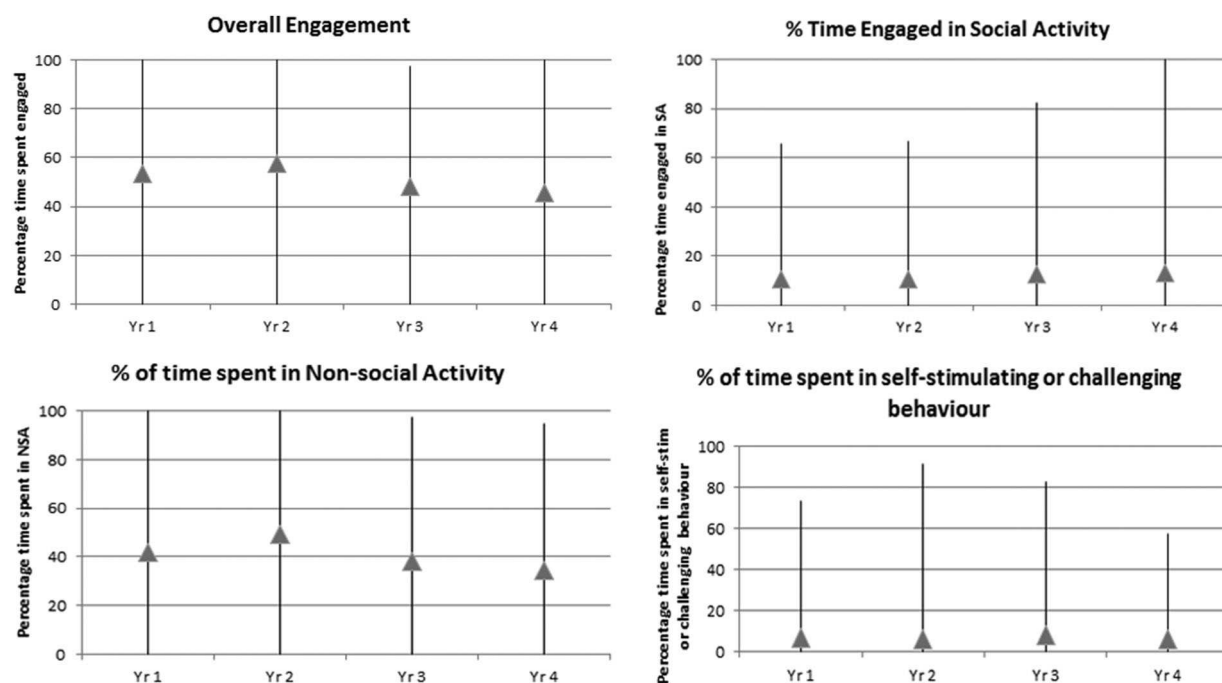 Overall Engagement
Percentage time spent engaged
100
80
60
40
20
0
Yr 1 Yr 2 Yr 3 Yr 4
% Time Engaged in Social Activity
Percentage time engaged in SA
100
80
60
40
20
0
Yr 1 Yr 2 Yr 3 Yr 4
% of time spent in Non-social Activity
Percentage time spent in NSA
100
80
60
40
20
0
Yr 1 Yr 2 Yr 3 Yr 4
% of time spent in self-stimulating or challenging
behaviour
Percentage time spent in self-stim
or challenging behaviour
100
80
60
40
20
0
Yr 1 Yr 2 Yr 3 Yr 4